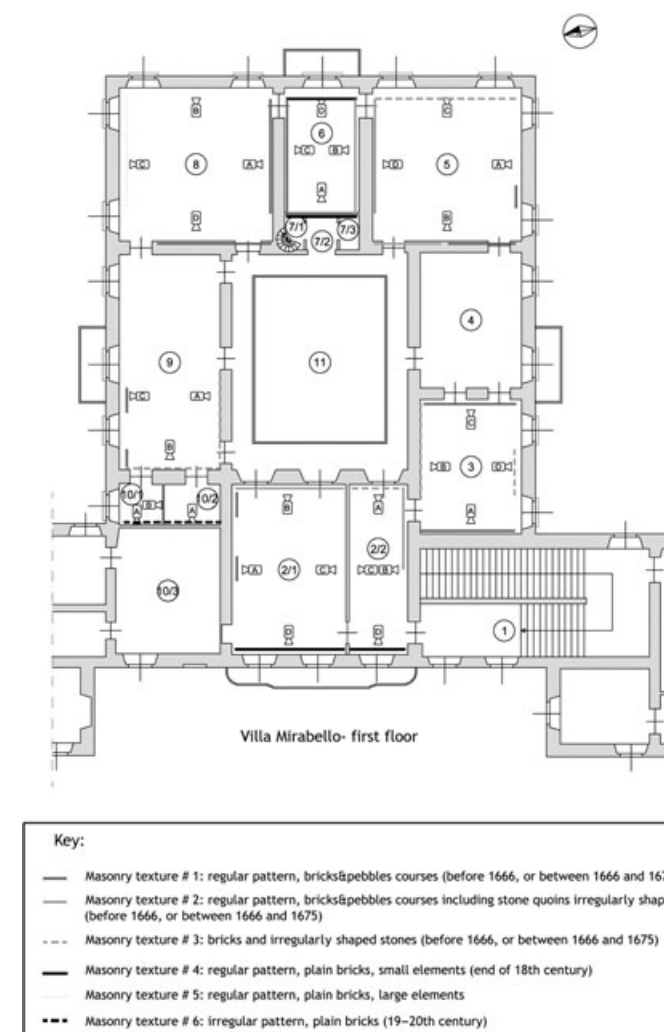 B
D
6
C
C
B
C
8
A
D
5
A
A
D
7/1
7/3
B
7/2
4
9
11
C
A
C
B
B
3
D
10/1
B
10/2
A
A
B
A
A
2/2
A
2/1
C
C
B
10/3
1
D
D
Villa Mirabello- first floor
Key:
Masonry texture # 1: regular pattern, bricks&pebbles courses (before 1666, or between 1666 and
Masonry texture # 2: regular pattern, bricks&pebbles courses including stone quoins irregularly
(before 1666, or between 1666 and 1675)
Masonry texture # 3: bricks and irregularly shaped stones (before 1666, or between 1666 and 1675)
Masonry texture # 4: regular pattern, plain bricks, small elements (end of 18th century)
Masonry texture # 5: regular pattern, plain bricks, large elements
Masonry texture # 6: irregular pattern, plain bricks (19–20th century)